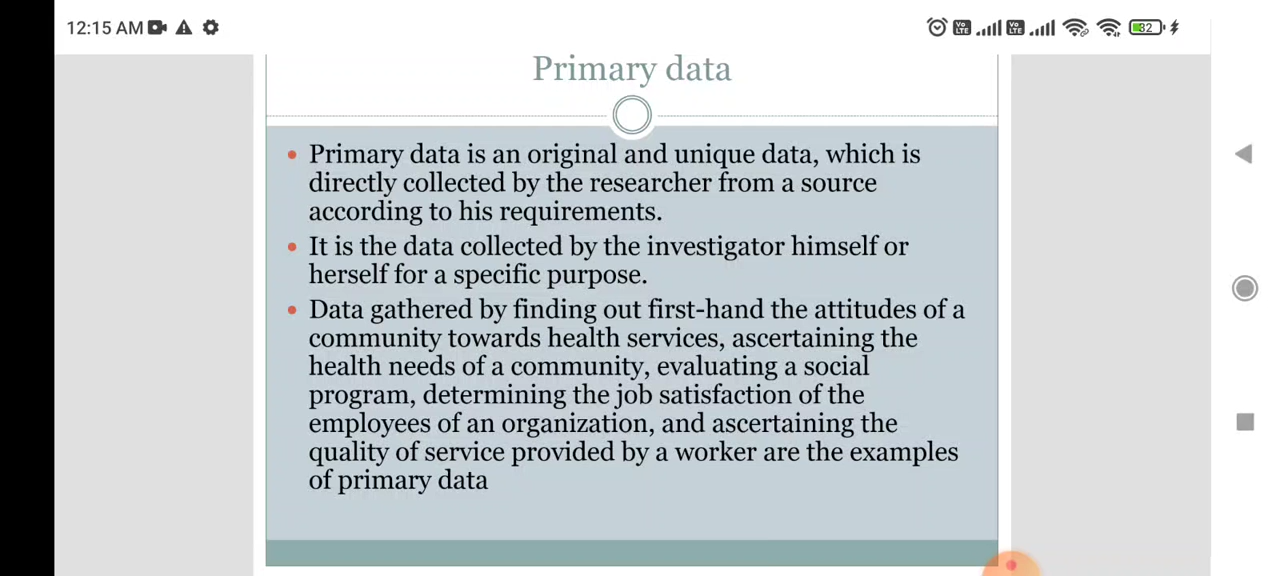 12:15 AM
32
Primary data
Primary data is an original and unique data, which is
directly collected by the researcher from a source
according to his requirements.
It is the data collected by the investigator himself or
herself for a specific purpose.
Data gathered by finding out first-hand the attitudes of a
community towards health services, ascertaining the
health needs of a community, evaluating a social
program, determining the job satisfaction of the
employees of an organization, and ascertaining the
quality of service provided by a worker are the examples
of primary data